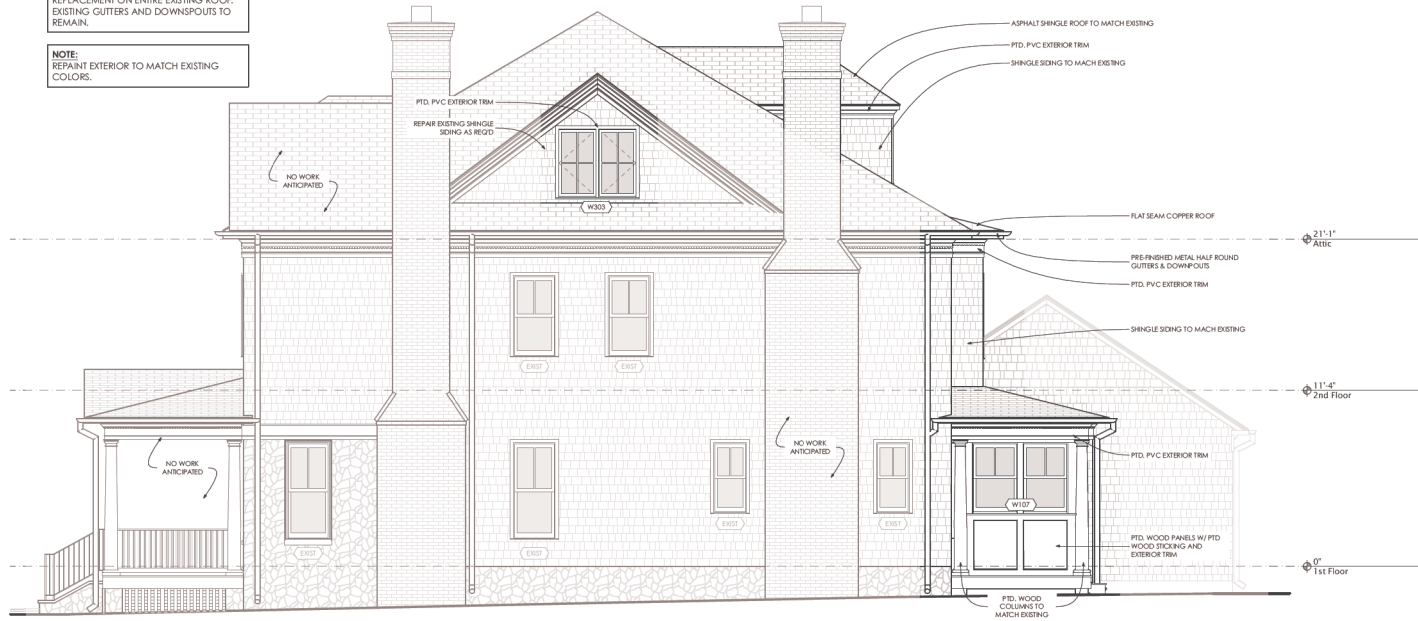 REPLACEMENT ON ENTIRE EXISTING ROOF.
EXISTING GUTTERS AND DOWNSPOUTS TO
REMAIN.
NOTE:
REPAINT EXTERIOR TO MATCH EXISTING
COLORS.
ASPHALT SHINGLE ROOF TO MATCH EXISTING
PTD. PVC EXTERIOR TRIM
SHINGLE SIDING TO MACH EXISTING
PTD. PVC EXTERIOR TRIM
REPAIR EXISTING SHINGLE
SIDING AS REQ'D
NO WORK
ANTICIPATED
W303
FLAT SEAM COPPER ROOF
21'-1"
Attic
PRE-FINISHED METAL HALF ROUND
GUTTERS & DOWNPOUTS
PTD. PVC EXTERIOR TRIM
SHINGLE SIDING TO MACH EXISTING
EXIST
EXIST
11'-4"
2nd Floor
NO WORK
ANTICIPATED
NO WORK
ANTICIPATED
PTD. PVC EXTERIOR TRIM
W107
EXIST
EXIST
EXIST
EXIST
PTD. WOOD PANELS W/ PTD
WOOD STICKING AND
EXTERIOR TRIM
0"
1st Floor
PTD. WOOD
COLUMNS TO
MATCH EXISTING